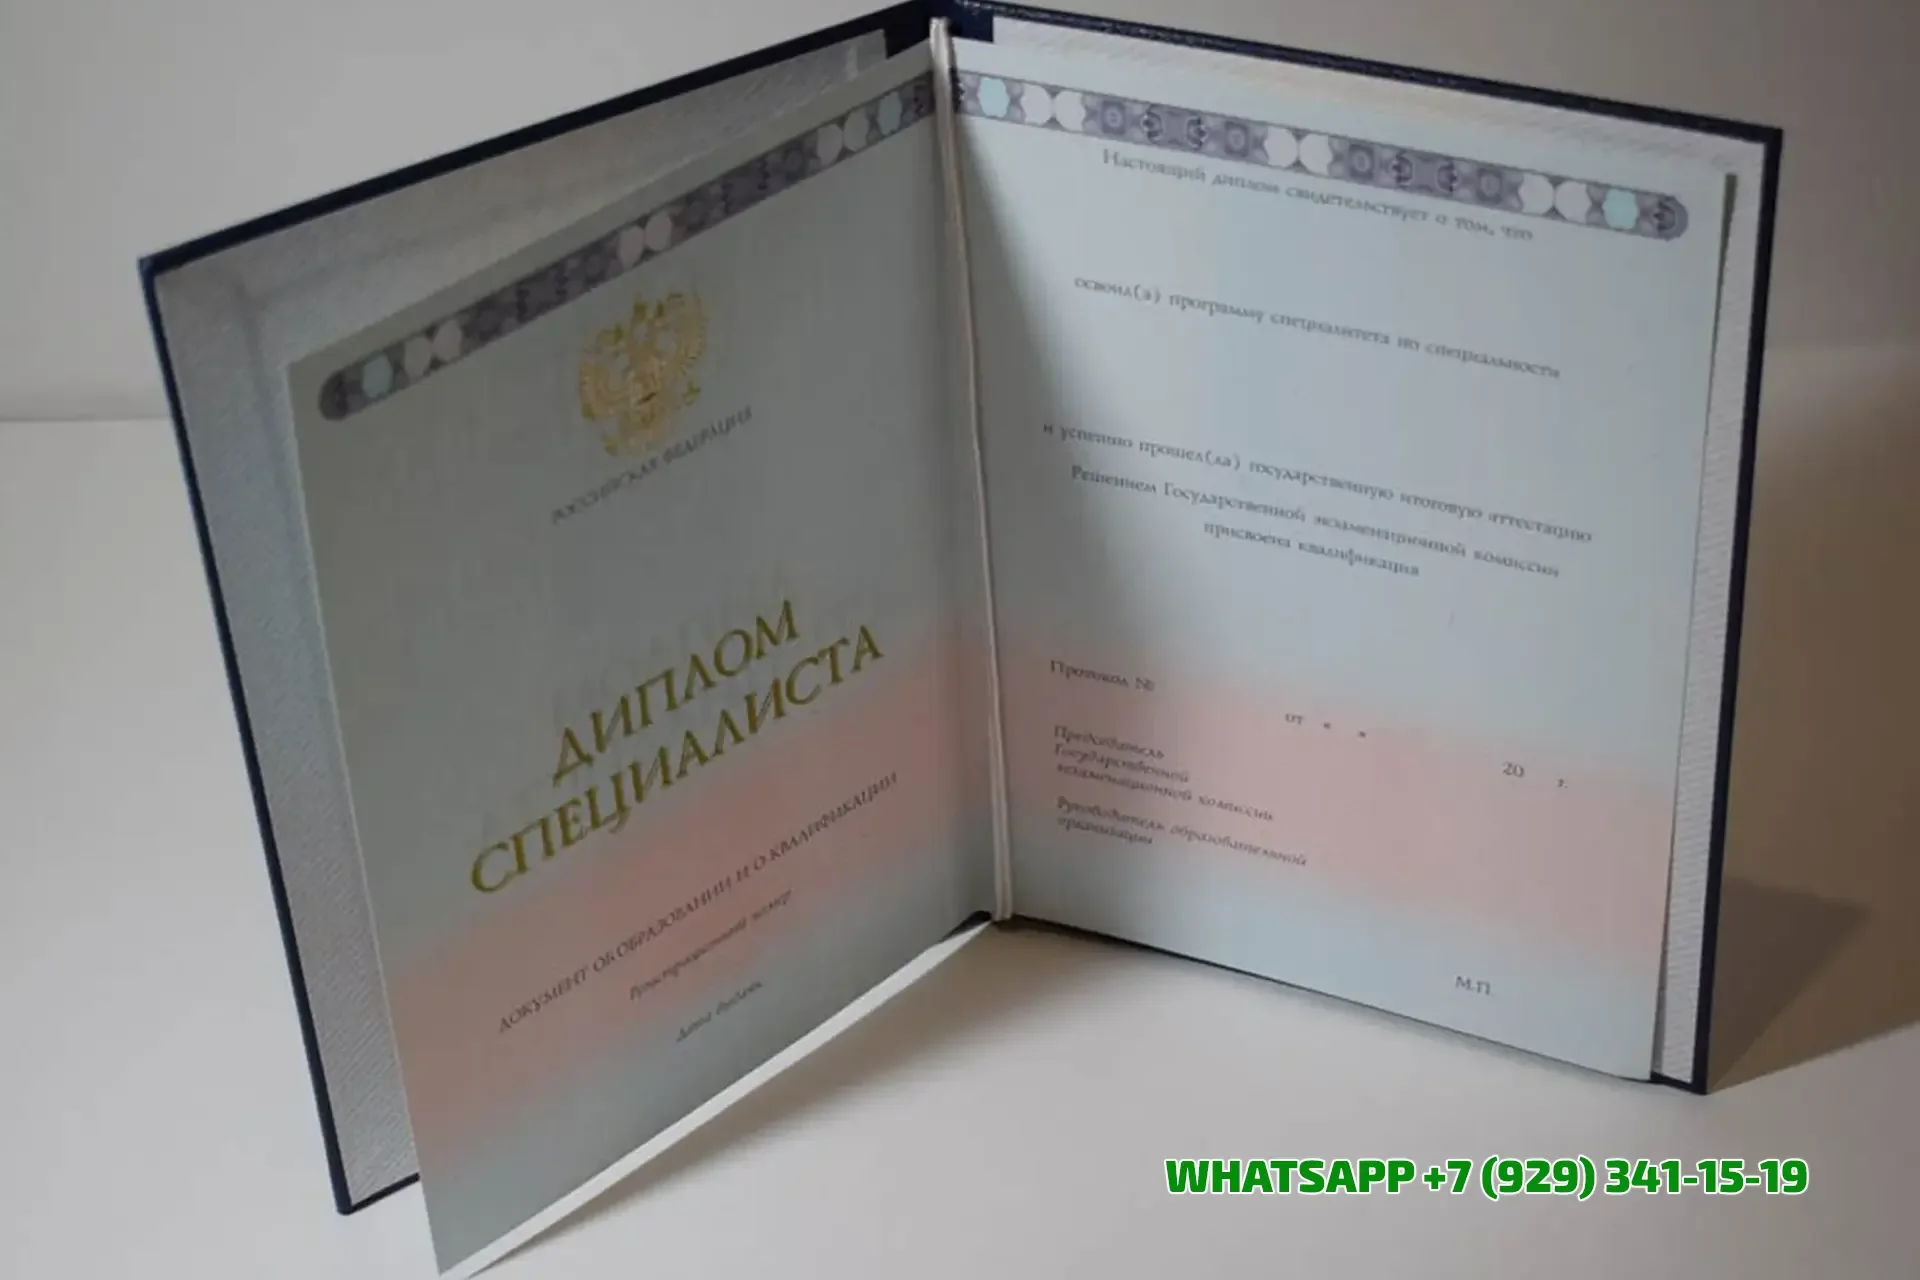 РОССИЙСКАЯ ФЕДЕРАЦИЯ
ДИПЛОМ
СПЕЦИАЛИСТА
ДОКУМЕНТ ОБ ОБРАЗОВАНИИ И О КВАЛИФИКАЦИИ
Регистрационный номер
Дата выдачи
Настоящий диплом свидетельствует о том, что
освоил(а) программу специалитета по специальности
и успешно прошел(ла) государственную итоговую аттестацию
Решением Государственной экзаменационной комиссии
присвоена квалификация
Протокол №
от « »
20 г.
Председатель
Государственной
экзаменационной комиссии
Руководитель образовательной
организации
М.П.
WHATSAPP +7 (929) 341-15-19